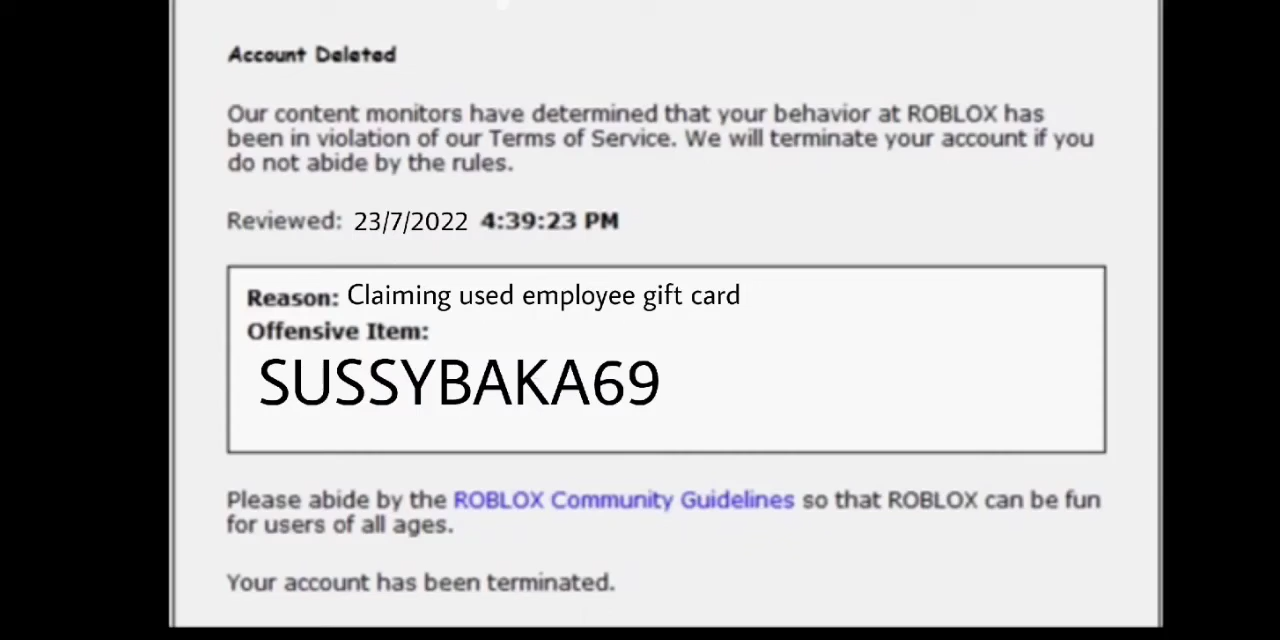 Account Deleted
Our content monitors have determined that your behavior at ROBLOX has
been in violation of our Terms of Service. We will terminate your account if you
do not abide by the rules.
Reviewed: 23/7/2022 4:39:23 PM
Reason: Claiming used employee gift card
Offensive Item:
SUSSYBAKA69
Please abide by the ROBLOX Community Guidelines so that ROBLOX can be fun
for users of all ages.
Your account has been terminated.